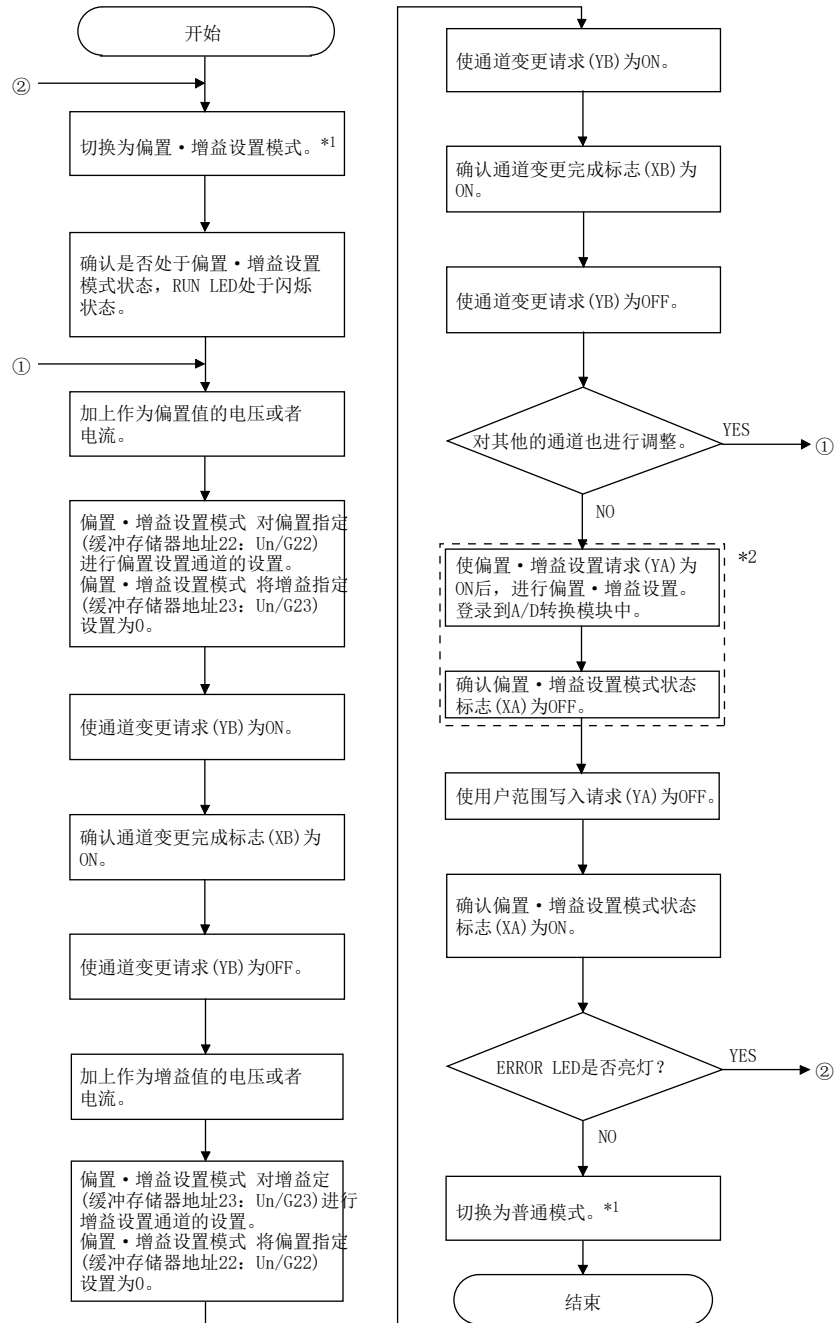 开始
②
切换为偏置·增益设置模式。*1
确认是否处于偏置·增益设置
模式状态，RUN LED处于闪烁
状态。
①
加上作为偏置值的电压或者
电流。
偏置·增益设置模式 对偏置指定
(缓冲存储器地址22：Un/G22)
进行偏置设置通道的设置。
偏置·增益设置模式 将增益指定
(缓冲存储器地址23：Un/G23)
设置为0。
使通道变更请求(YB)为ON。
确认通道变更完成标志(XB)为
ON。
使通道变更请求(YB)为OFF。
加上作为增益值的电压或者
电流。
偏置·增益设置模式 对增益定
(缓冲存储器地址23：Un/G23)进行
增益设置通道的设置。
偏置·增益设置模式 将偏置指定
(缓冲存储器地址22：Un/G22)
设置为0。
使通道变更请求(YB)为ON。
确认通道变更完成标志(XB)为
ON。
使通道变更请求(YB)为OFF。
对其他的通道也进行调整。
YES
①
NO
使偏置·增益设置请求(YA)为
ON后，进行偏置·增益设置。
登录到A/D转换模块中。
*2
确认偏置·增益设置模式状态
标志(XA)为OFF。
使用户范围写入请求(YA)为OFF。
确认偏置·增益设置模式状态
标志(XA)为ON。
ERROR LED是否亮灯？
YES
②
NO
切换为普通模式。*1
结束